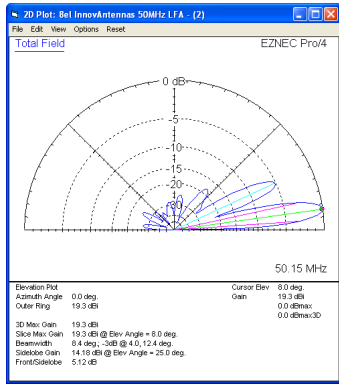 2D Plot: Bel InnovAntennas 50MHz LFA - (2)
File Edit View Options Reset
Total Field EZNEC Pro/4
0 dB
-5
-10
-15
-20
-30
50.15 MHz
Elevation Plot Cursor Elev 8.0 deg.
Azimuth Angle 0.0 deg. Gain 19.3 dBi
Outer Ring 19.3 dBi 0.0 dBmax
0.0 dBmax3D
3D Max Gain 19.3 dBi
Slice Max Gain 19.3 dBi @ Elev Angle = 8.0 deg.
Beamwidth 8.4 deg.; -3dB @ 4.0, 12.4 deg.
Sidelobe Gain 14.18 dBi @ Elev Angle = 25.0 deg.
Front/Sidelobe 5.12 dB